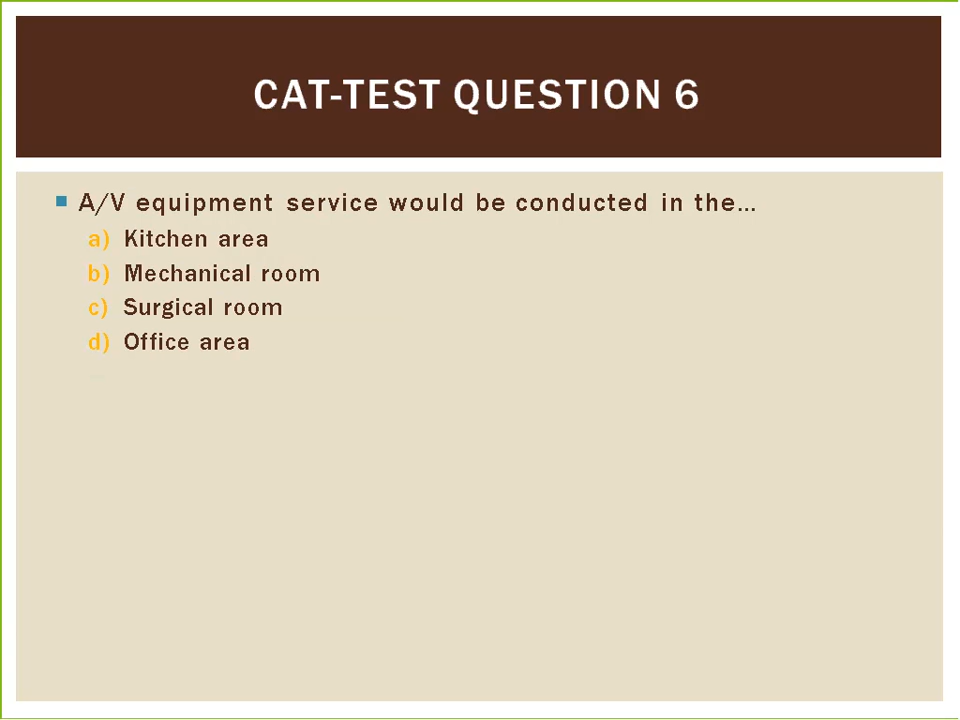 CAT-TEST QUESTION 6
A/V equipment service would be conducted in the…
a) Kitchen area
b) Mechanical room
c) Surgical room
d) Office area